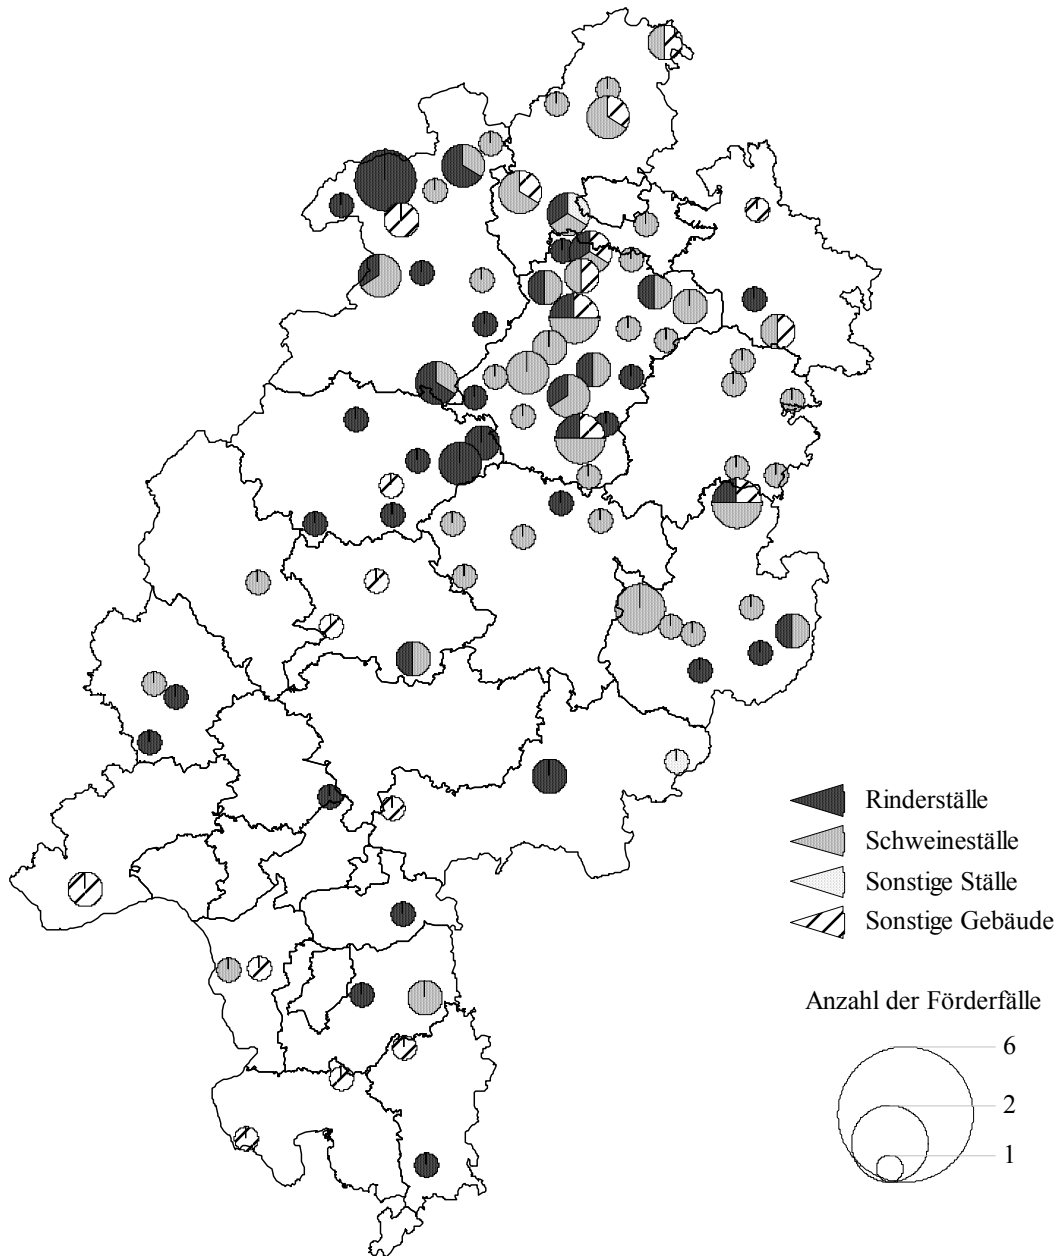 Rinderställe
Schweineställe
Sonstige Ställe
Sonstige Gebäude
Anzahl der Förderfälle
6
2
1